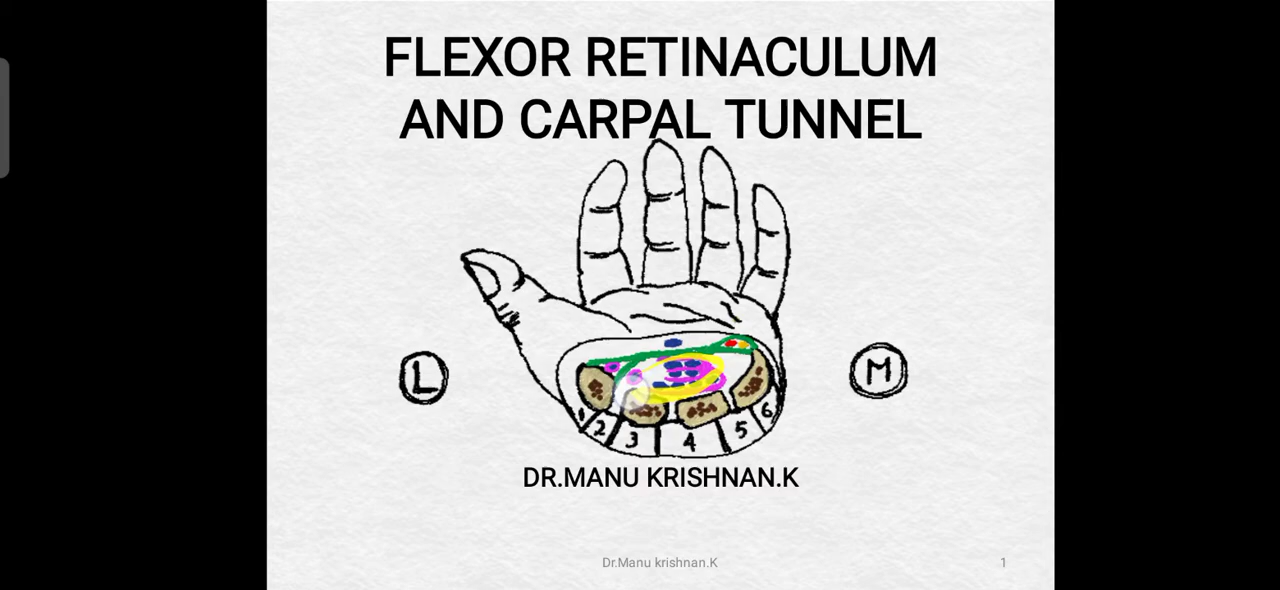 FLEXOR RETINACULUM
AND CARPAL TUNNEL
L
M
1 2 3 4 5 6
DR.MANU KRISHNAN.K
Dr.Manu krishnan.K
1